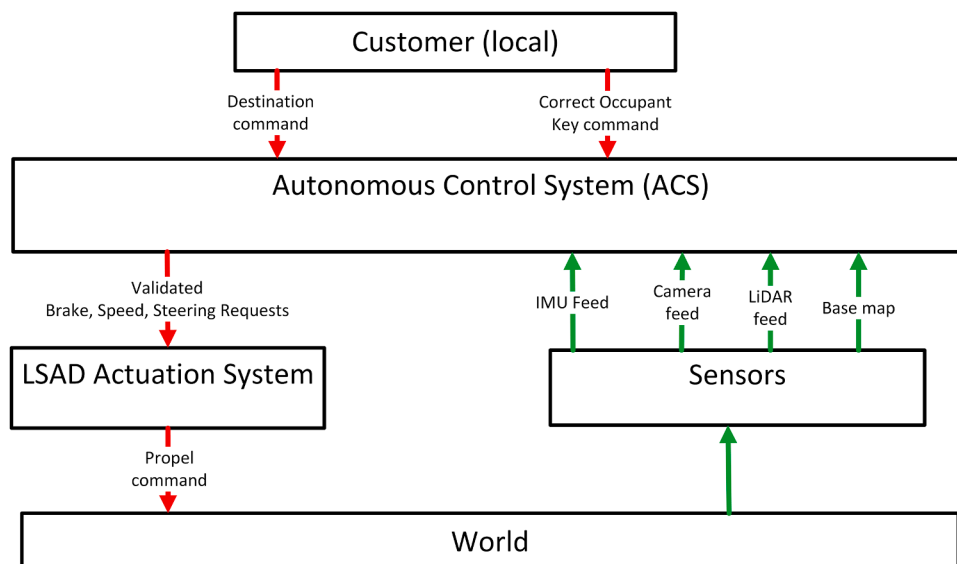 Customer (local)
Destination
command
Correct Occupant
Key command
Autonomous Control System (ACS)
Validated
Brake, Speed, Steering Requests
IMU Feed
Camera
feed
LiDAR
feed
Base map
LSAD Actuation System
Sensors
Propel
command
World